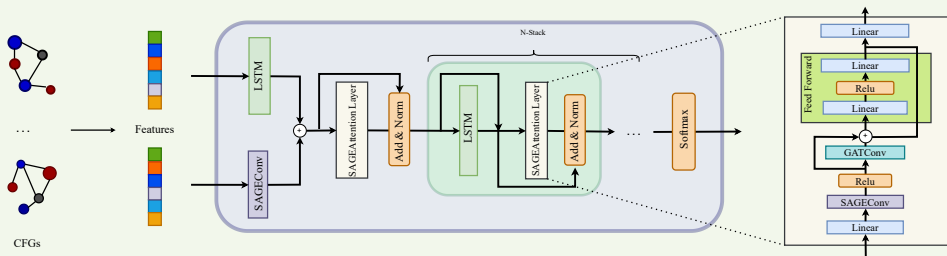 CFGs
...
Features
LSTM
SAGEConv
+
SAGEAttention Layer
Add & Norm
N-Stack
LSTM
SAGEAttention Layer
Add & Norm
...
Softmax
Linear
Feed Forward
Linear
Relu
Linear
+
GATConv
Relu
SAGEConv
Linear